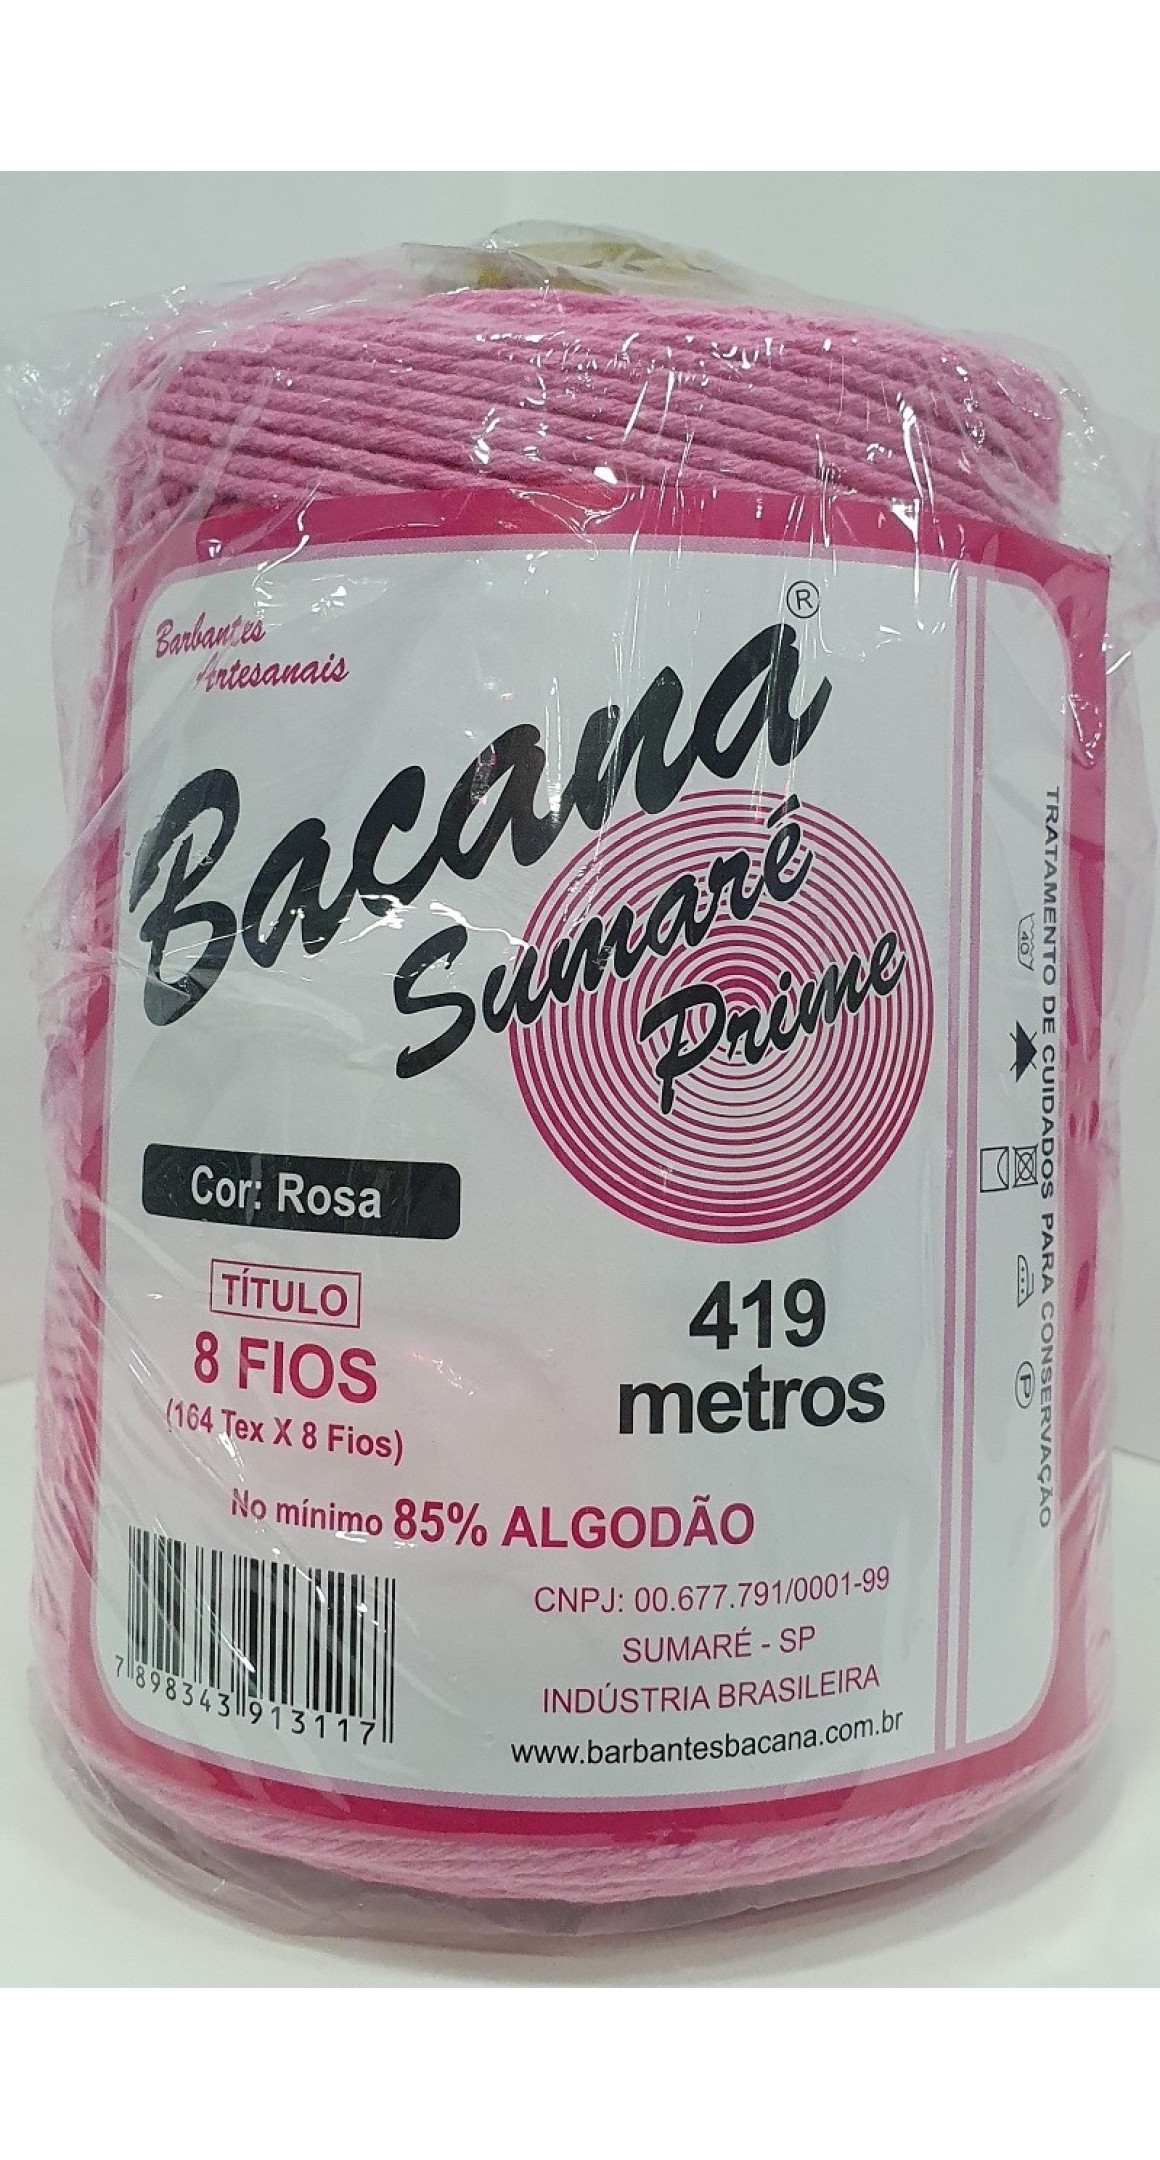 Barbantes
Artesanais
Bacana®
Sumaré
Prime
Cor: Rosa
TÍTULO
8 FIOS
(164 Tex X 8 Fios)
419
metros
No mínimo 85% ALGODÃO
7 898343 913117
CNPJ: 00.677.791/0001-99
SUMARÉ - SP
INDÚSTRIA BRASILEIRA
www.barbantesbacana.com.br
TRATAMENTO DE CUIDADOS PARA CONSERVAÇÃO
40
P